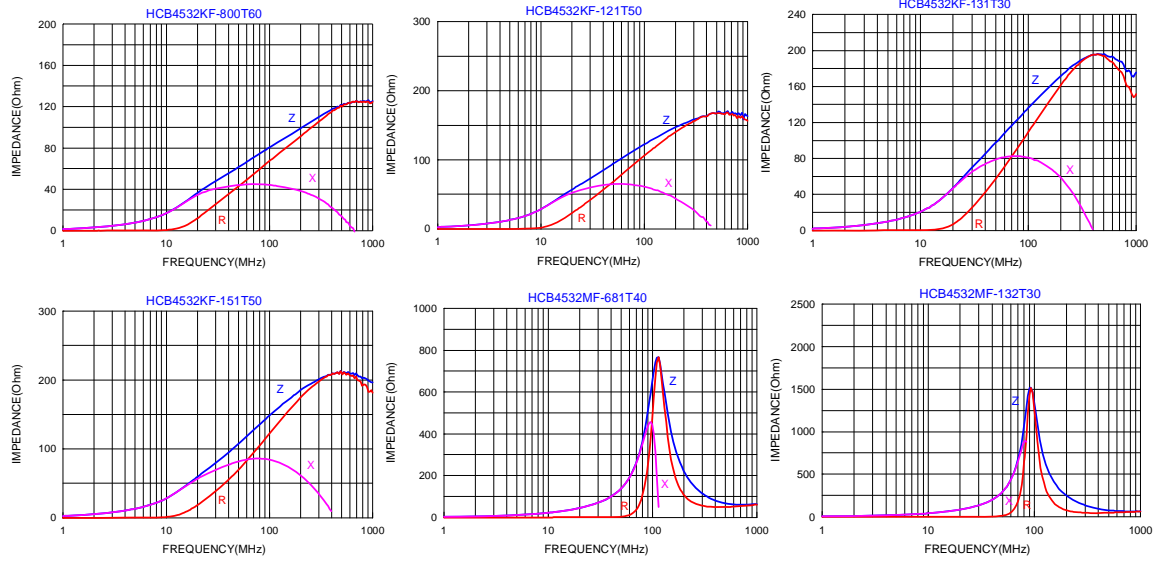 HCB4532KF-800T60
200
160
120
80
40
0
IMPEDANCE(Ohm)
Z
X
R
1 10 100 1000
FREQUENCY(MHz)
HCB4532KF-121T50
300
200
100
0
IMPEDANCE(Ohm)
Z
X
R
1 10 100 1000
FREQUENCY(MHz)
HCB4532KF-131T30
240
200
160
120
80
40
0
IMPEDANCE(Ohm)
Z
X
R
1 10 100 1000
FREQUENCY(MHz)
HCB4532KF-151T50
300
200
100
0
IMPEDANCE(Ohm)
Z
X
R
1 10 100 1000
FREQUENCY(MHz)
HCB4532MF-681T40
1000
800
600
400
200
0
IMPEDANCE(Ohm)
Z
X
R
1 10 100 1000
FREQUENCY(MHz)
HCB4532MF-132T30
2500
2000
1500
1000
500
0
IMPEDANCE(Ohm)
Z
X
R
1 10 100 1000
FREQUENCY(MHz)